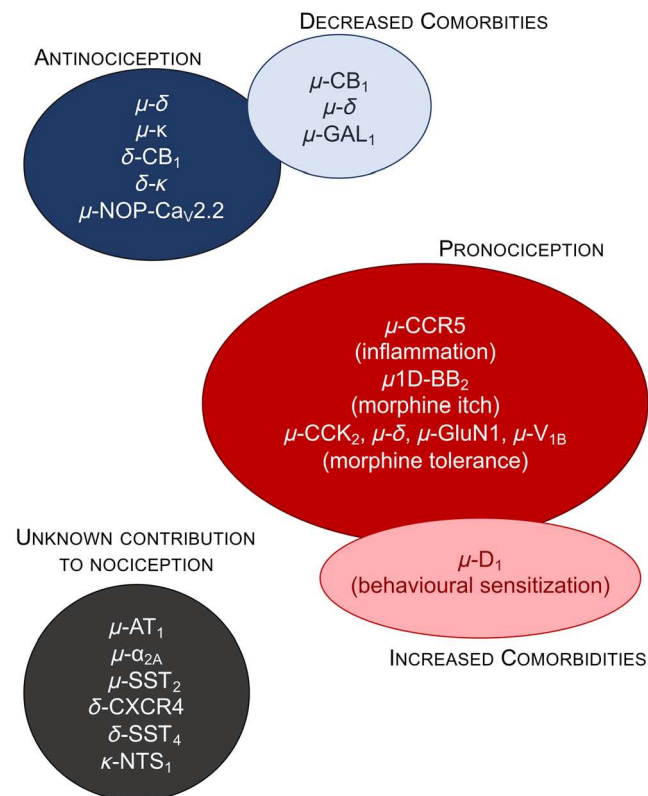 DECREASED COMORBITIES
ANTINOCICEPTION
μ-CB₁
μ-δ
μ-GAL₁
μ-δ
μ-κ
δ-CB₁
δ-κ
μ-NOP-Caᵥ2.2
PRONOCICEPTION
μ-CCR5
(inflammation)
μ1D-BB₂
(morphine itch)
μ-CCK₂, μ-δ, μ-GluN1, μ-V₁B
(morphine tolerance)
UNKNOWN CONTRIBUTION
TO NOCICEPTION
μ-D₁
(behavioural sensitization)
μ-AT₁
μ-α₂A
μ-SST₂
δ-CXCR4
δ-SST₄
κ-NTS₁
INCREASED COMORBIDITIES